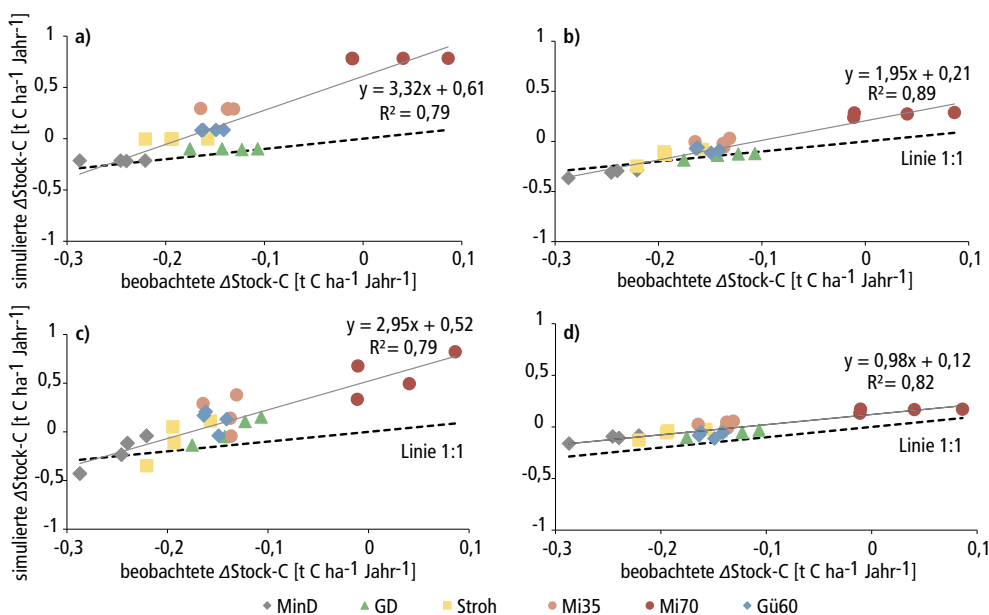 a)
simulierte ΔStock-C [t C ha⁻¹ Jahr⁻¹]
1
0,5
0
-0,5
-1
y = 3,32x + 0,61
R² = 0,79
-0,3
-0,2
-0,1
0
0,1
beobachtete ΔStock-C [t C ha⁻¹ Jahr⁻¹]
b)
1
0,5
0
-0,5
-1
y = 1,95x + 0,21
R² = 0,89
Linie 1:1
-0,3
-0,2
-0,1
0
0,1
beobachtete ΔStock-C [t C ha⁻¹ Jahr⁻¹]
c)
simulierte ΔStock-C [t C ha⁻¹ Jahr⁻¹]
1
0,5
0
-0,5
-1
y = 2,95x + 0,52
R² = 0,79
Linie 1:1
-0,3
-0,2
-0,1
0
0,1
beobachtete ΔStock-C [t C ha⁻¹ Jahr⁻¹]
d)
1
0,5
0
-0,5
-1
y = 0,98x + 0,12
R² = 0,82
Linie 1:1
-0,3
-0,2
-0,1
0
0,1
beobachtete ΔStock-C [t C ha⁻¹ Jahr⁻¹]
MinD GD Stroh Mi35 Mi70 Gü60